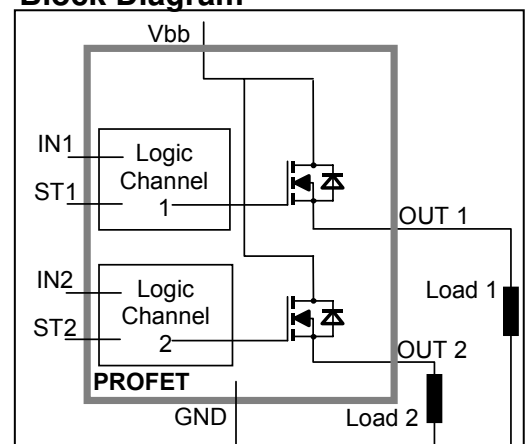 Block Diagram
Vbb
IN1
Logic
Channel
1
ST1
OUT 1
IN2
Logic
Channel
2
ST2
Load 1
OUT 2
PROFET
GND
Load 2